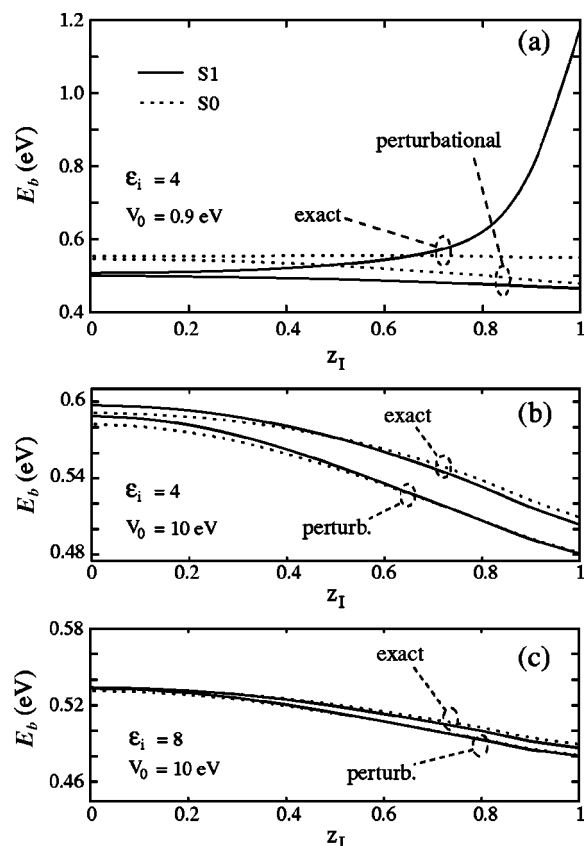 1.2
(a)
S1
1.0
S0
E_b (eV)
0.8
perturbational
ε_i = 4
V_0 = 0.9 eV
exact
0.6
0.4
0 0.2 0.4 0.6 0.8 1
z_I
0.6
(b)
exact
E_b (eV)
0.54
ε_i = 4
V_0 = 10 eV
perturb.
0.48
0 0.2 0.4 0.6 0.8 1
z_I
0.58
(c)
exact
E_b (eV)
0.52
ε_i = 8
V_0 = 10 eV
perturb.
0.46
0 0.2 0.4 0.6 0.8 1
z_I